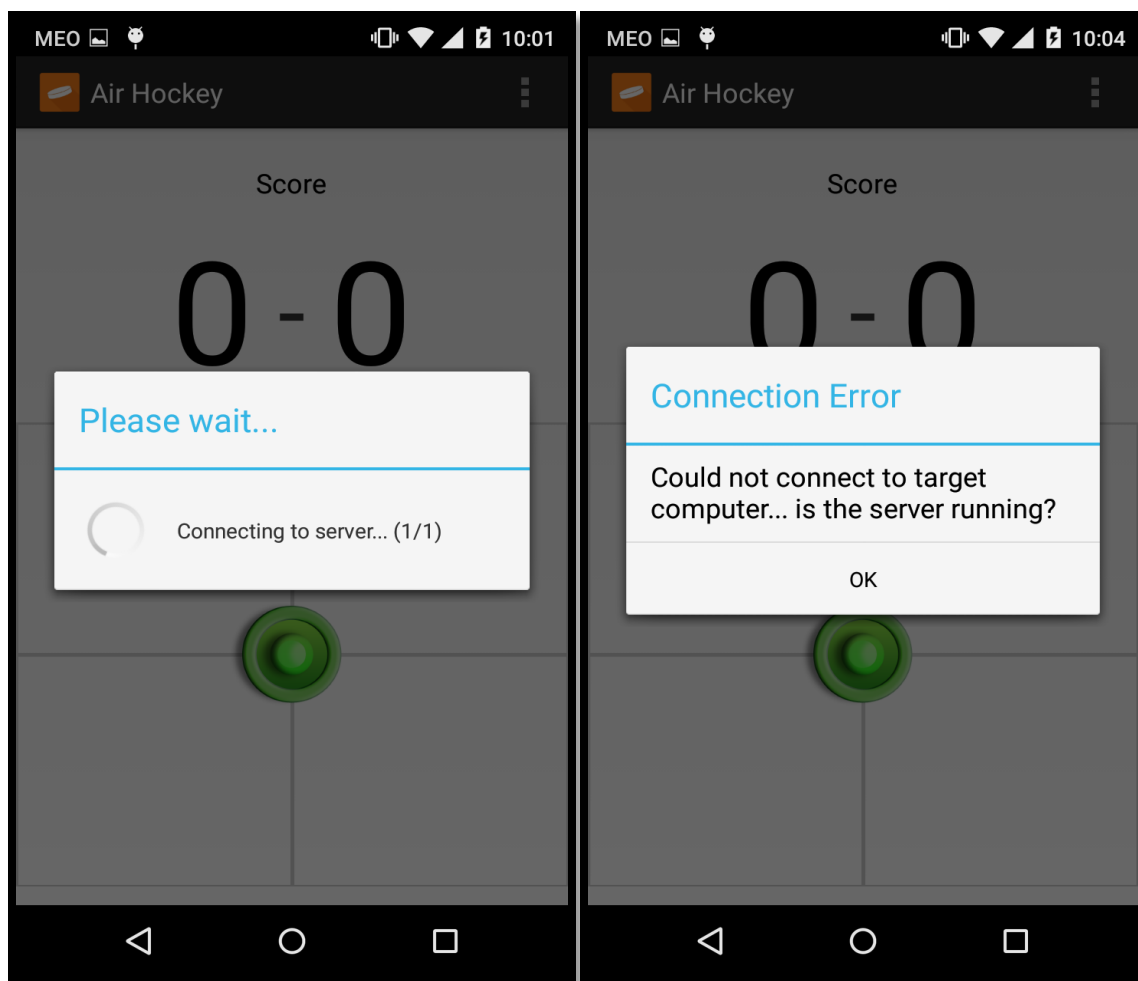 MEO 10:01
Air Hockey
Score
0 - 0
Please wait...
Connecting to server... (1/1)
MEO 10:04
Air Hockey
Score
0 - 0
Connection Error
Could not connect to target
computer... is the server running?
OK